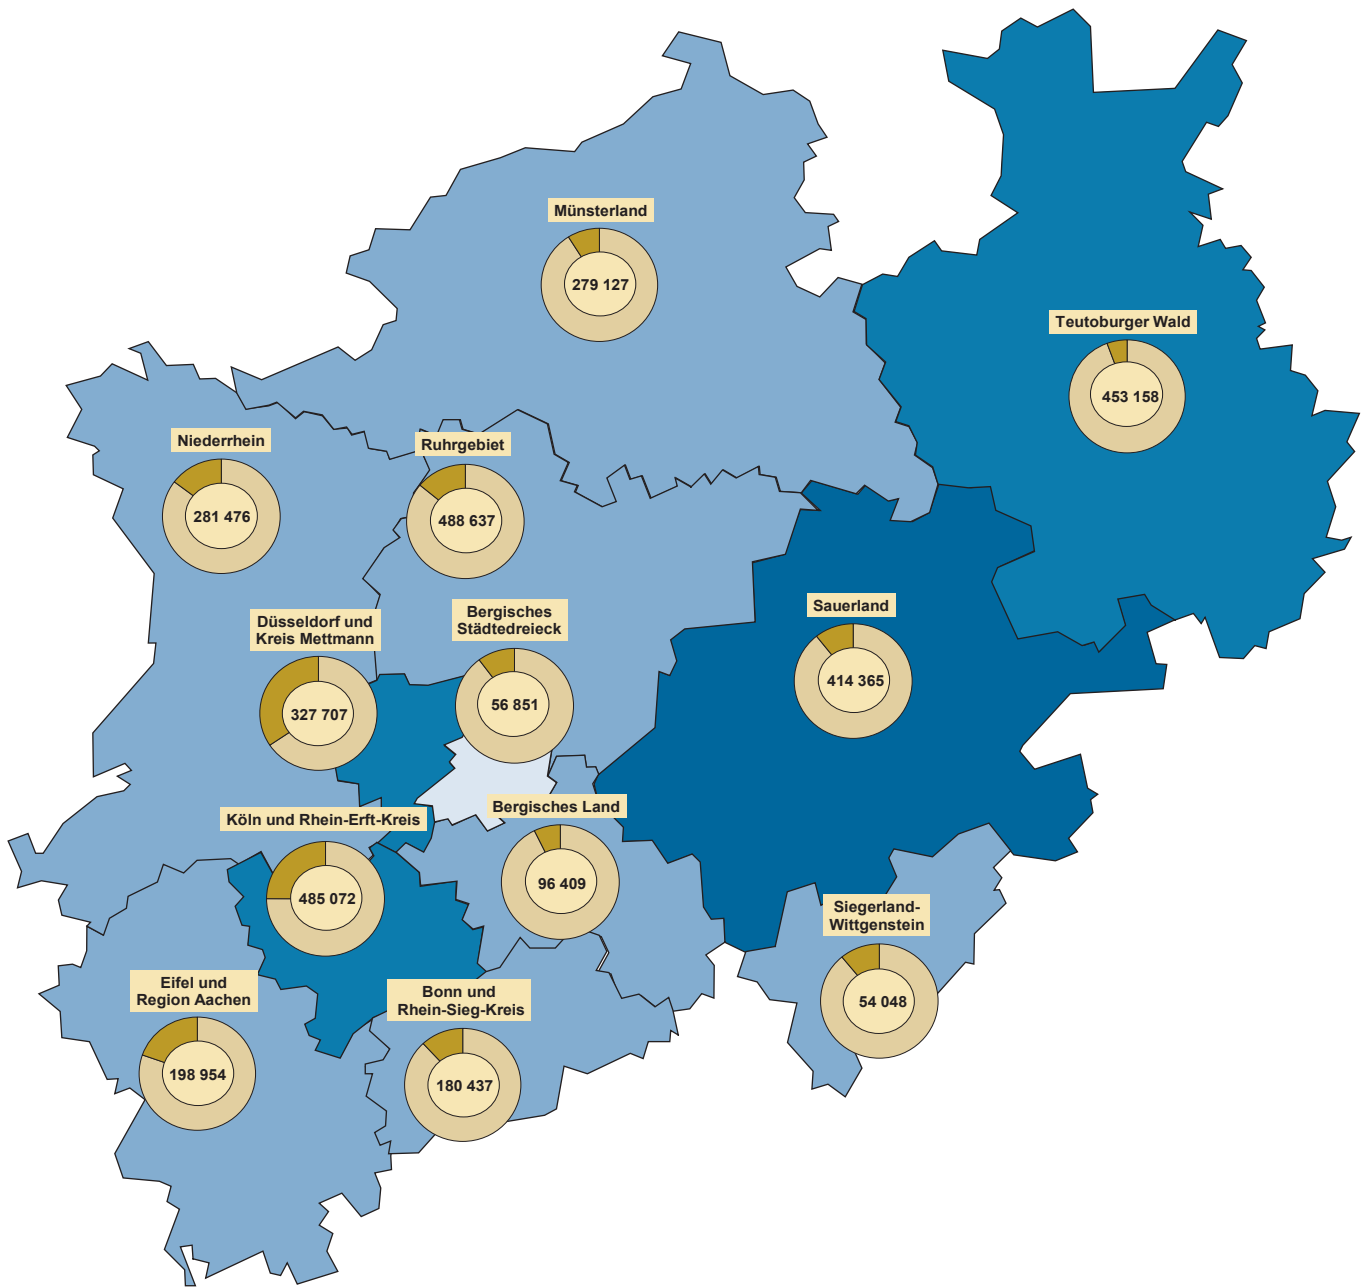 Münsterland
279 127
Teutoburger Wald
453 158
Niederrhein
281 476
Ruhrgebiet
488 637
Düsseldorf und
Kreis Mettmann
327 707
Bergisches
Städtedreieck
56 851
Sauerland
414 365
Köln und Rhein-Erft-Kreis
485 072
Bergisches Land
96 409
Siegerland-
Wittgenstein
54 048
Eifel und
Region Aachen
198 954
Bonn und
Rhein-Sieg-Kreis
180 437